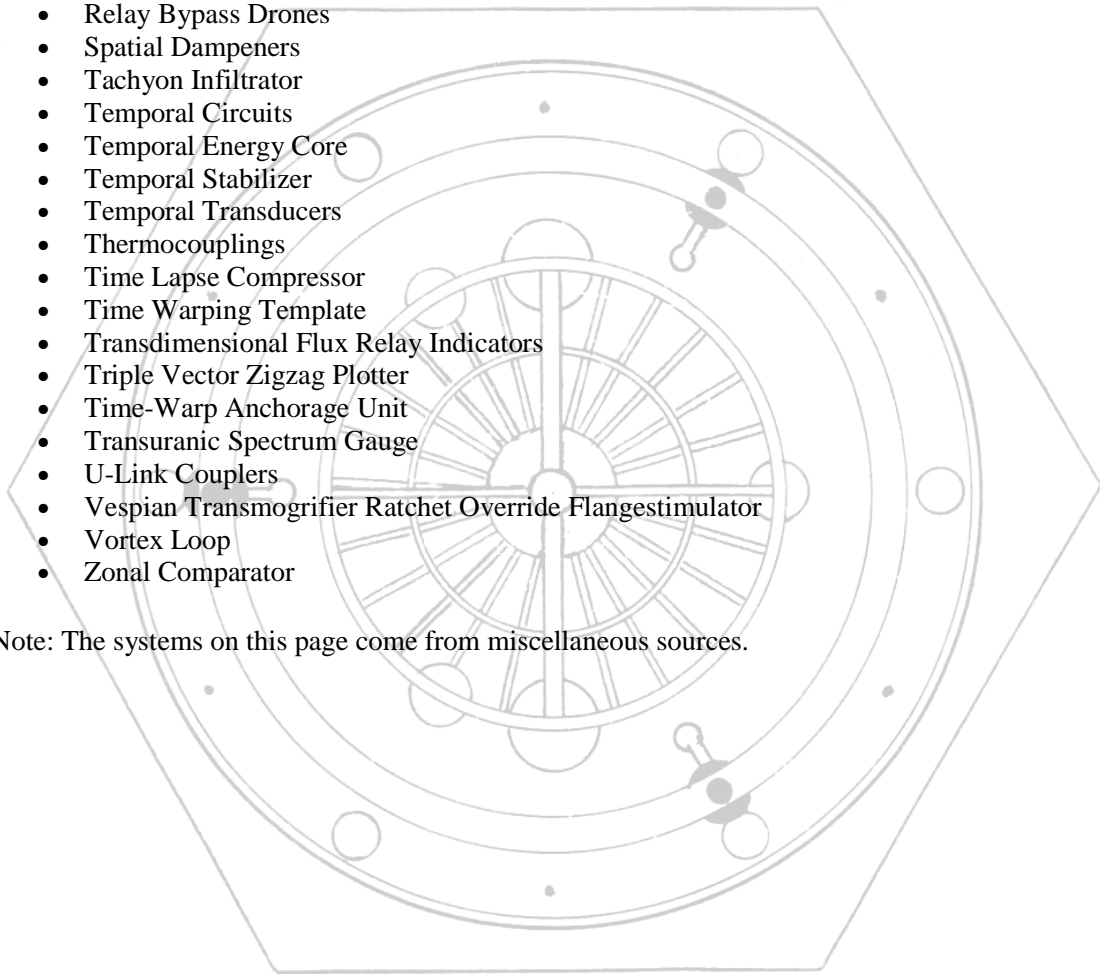 • Relay Bypass Drones
• Spatial Dampeners
• Tachyon Infiltrator
• Temporal Circuits
• Temporal Energy Core
• Temporal Stabilizer
• Temporal Transducers
• Thermocouplings
• Time Lapse Compressor
• Time Warping Template
• Transdimensional Flux Relay Indicators
• Triple Vector Zigzag Plotter
• Time-Warp Anchorage Unit
• Transuranic Spectrum Gauge
• U-Link Couplers
• Vespian Transmogrifier Ratchet Override Flangestimulator
• Vortex Loop
• Zonal Comparator
Note: The systems on this page come from miscellaneous sources.